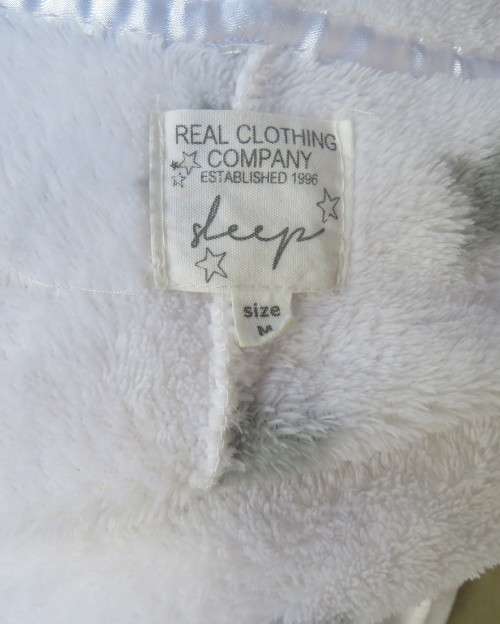 REAL CLOTHING
COMPANY
ESTABLISHED 1996
sleep
size
M